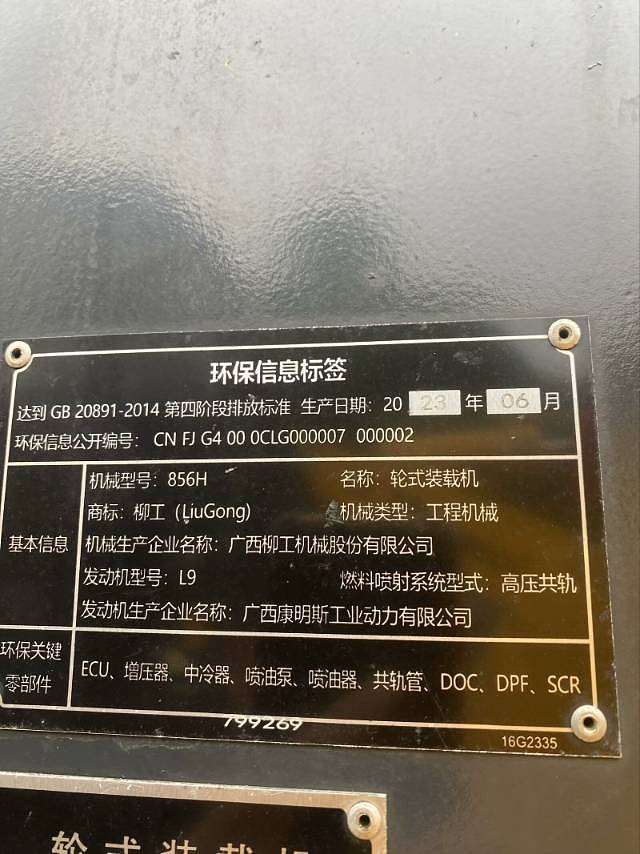 环保信息标签
达到 GB 20891-2014 第四阶段排放标准 生产日期: 20 23 年 06 月
环保信息公开编号: CN FJ G4 00 0CLG000007 000002
机械型号: 856H 名称: 轮式装载机
商标: 柳工 (LiuGong) 机械类型: 工程机械
基本信息
机械生产企业名称: 广西柳工机械股份有限公司
发动机型号: L9 燃料喷射系统型式: 高压共轨
发动机生产企业名称: 广西康明斯工业动力有限公司
环保关键
零部件
ECU、增压器、中冷器、喷油泵、喷油器、共轨管、DOC、DPF、SCR
799269
16G2335
轮式装载机